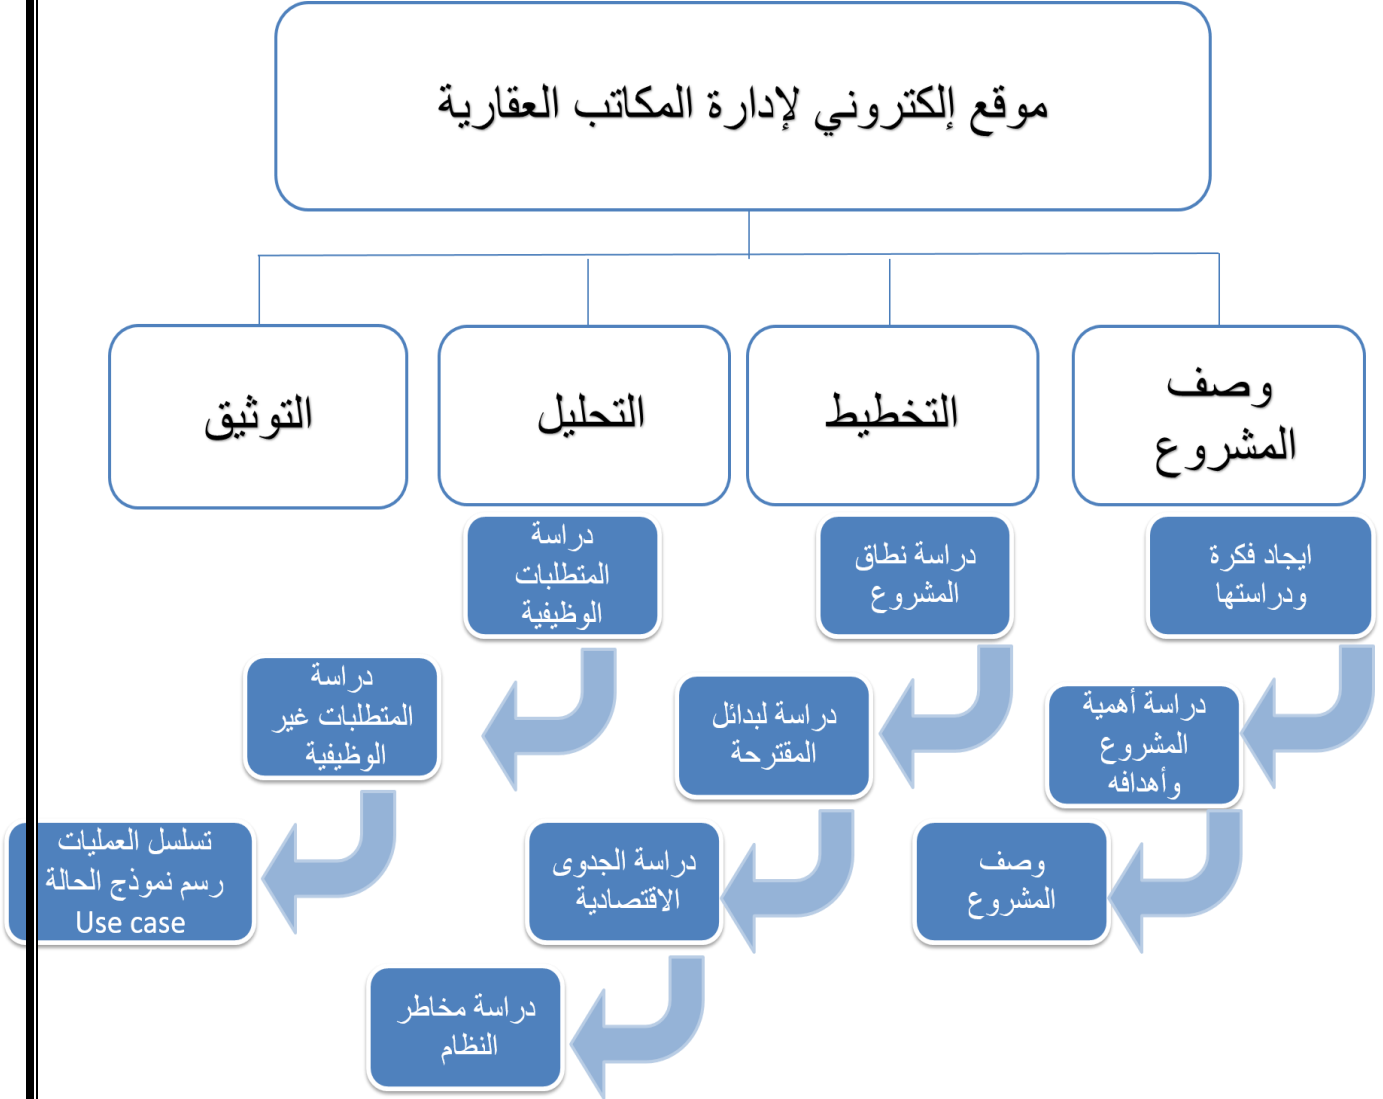 موقع إلكتروني لإدارة المكاتب العقارية
وصف
المشروع
التخطيط
التحليل
التوثيق
ايجاد فكرة
ودراستها
دراسة أهمية
المشروع
وأهدافه
وصف
المشروع
دراسة نطاق
المشروع
دراسة لبدائل
المقترحة
دراسة الجدوى
الاقتصادية
دراسة مخاطر
النظام
دراسة
المتطلبات
الوظيفية
دراسة
المتطلبات غير
الوظيفية
تسلسل العمليات
رسم نموذج الحالة
Use case